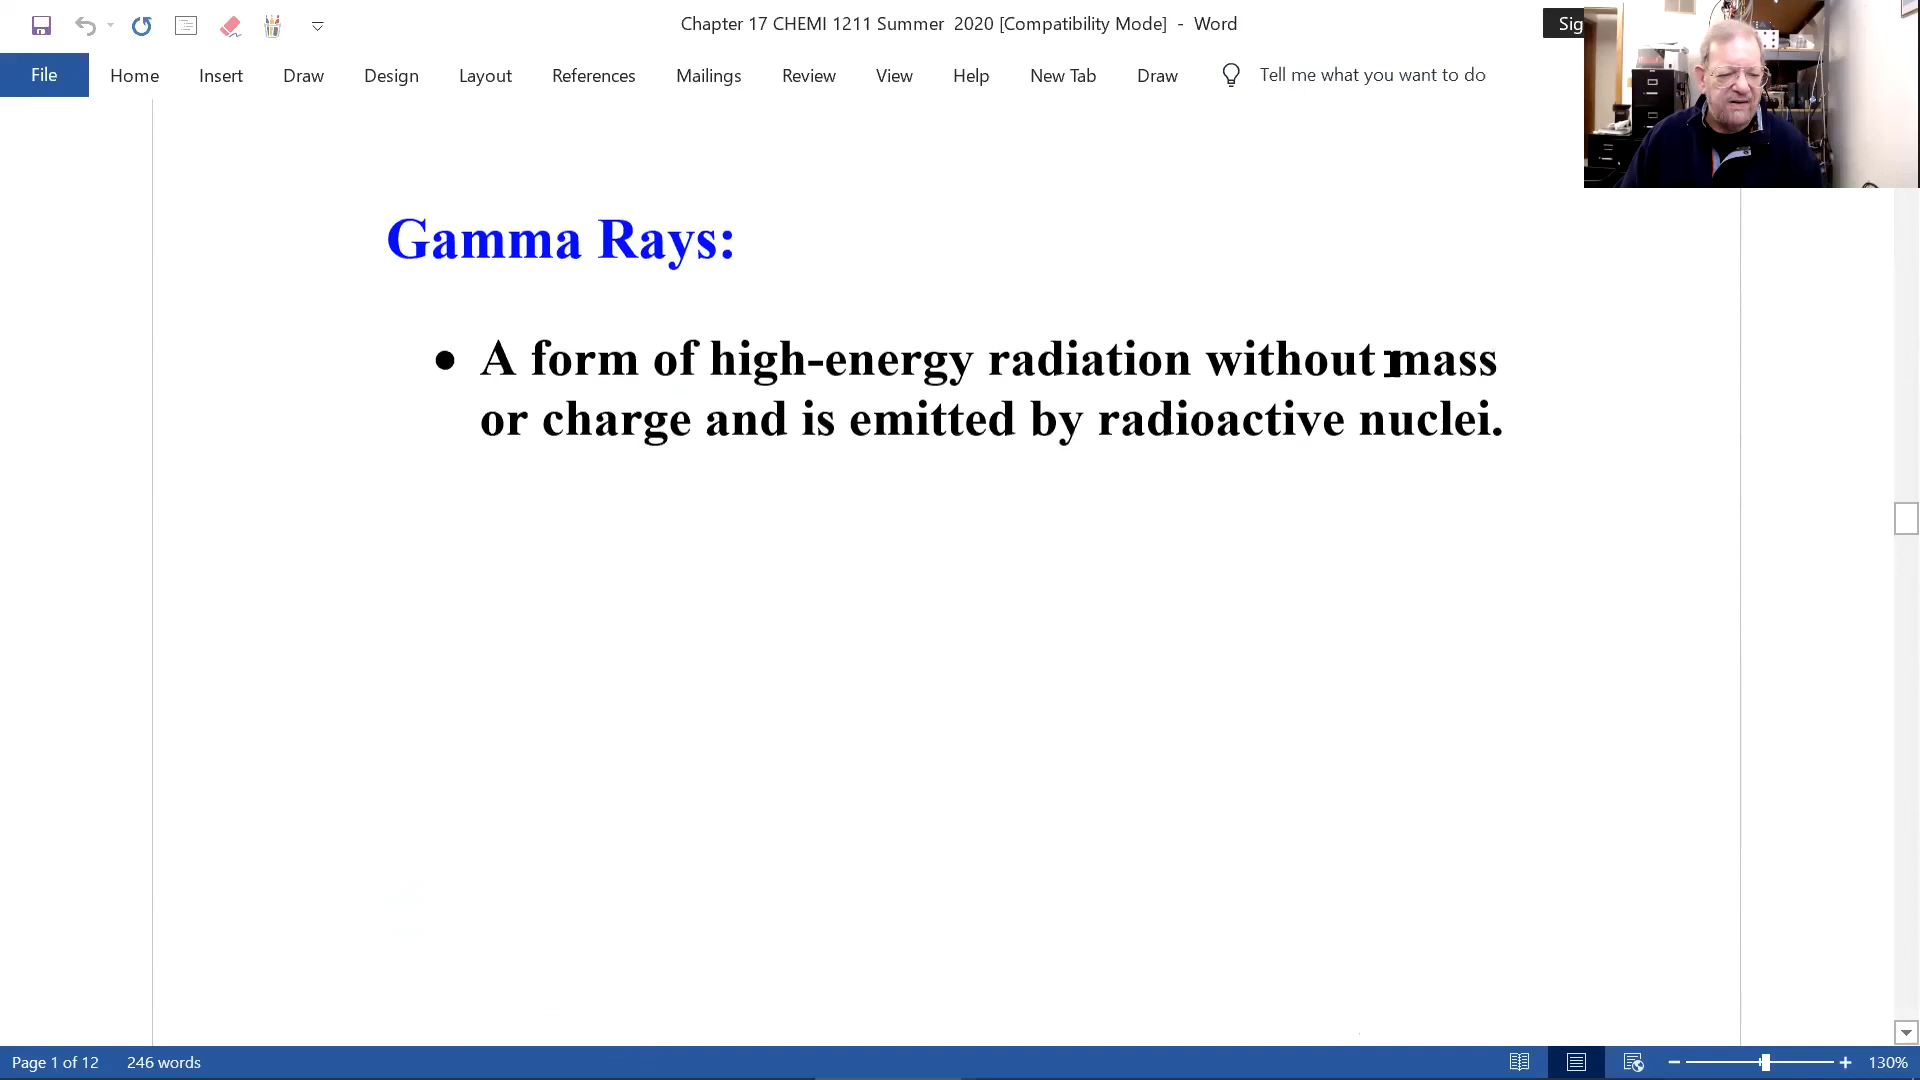 Chapter 17 CHEMI 1211 Summer 2020 [Compatibility Mode] - Word
Sig
File Home Insert Draw Design Layout References Mailings Review View Help New Tab Draw Tell me what you want to do
Gamma Rays:
• A form of high-energy radiation without mass
or charge and is emitted by radioactive nuclei.
Page 1 of 12 246 words 130%